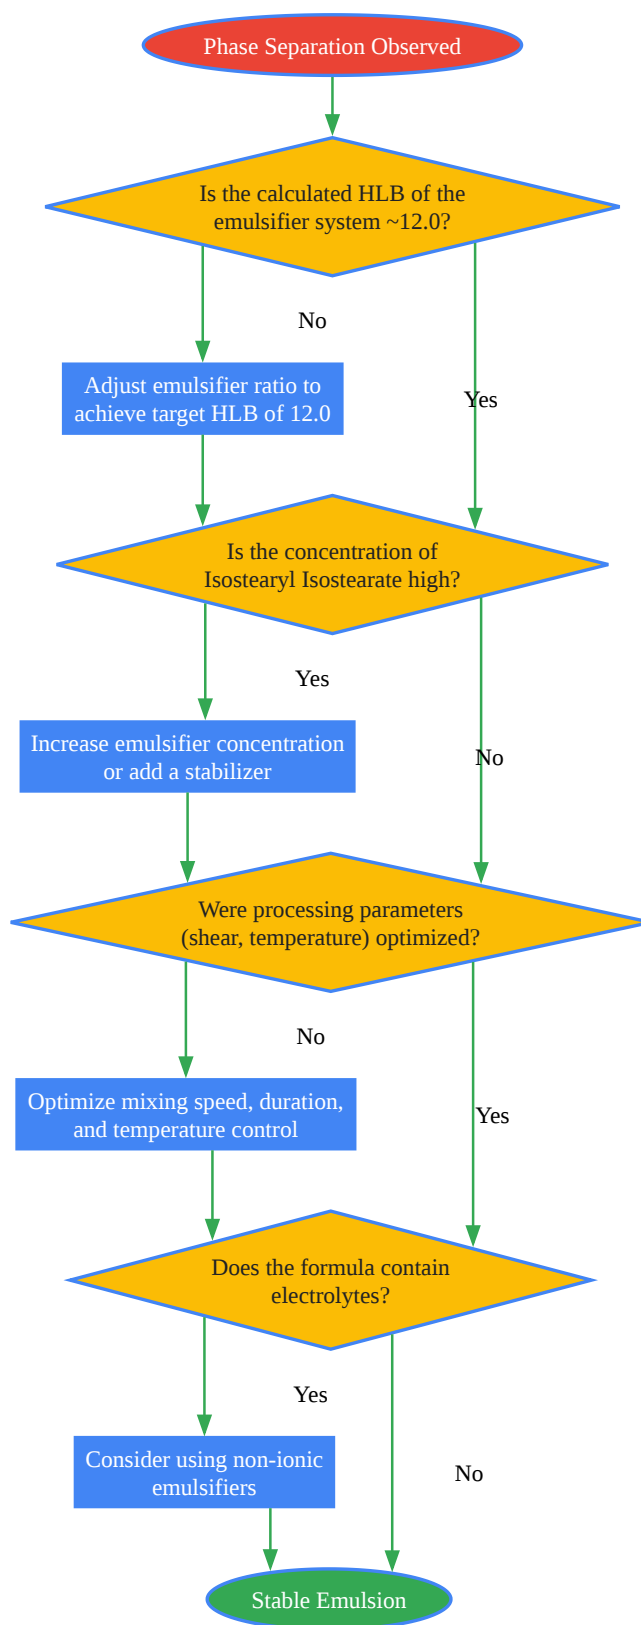 Phase Separation Observed
Is the calculated HLB of the
emulsifier system ~12.0?
No
Adjust emulsifier ratio to
achieve target HLB of 12.0
Yes
Is the concentration of
Isostearyl Isostearate high?
Yes
Increase emulsifier concentration
or add a stabilizer
No
Were processing parameters
(shear, temperature) optimized?
No
Optimize mixing speed, duration,
and temperature control
Yes
Does the formula contain
electrolytes?
Yes
Consider using non-ionic
emulsifiers
No
Stable Emulsion